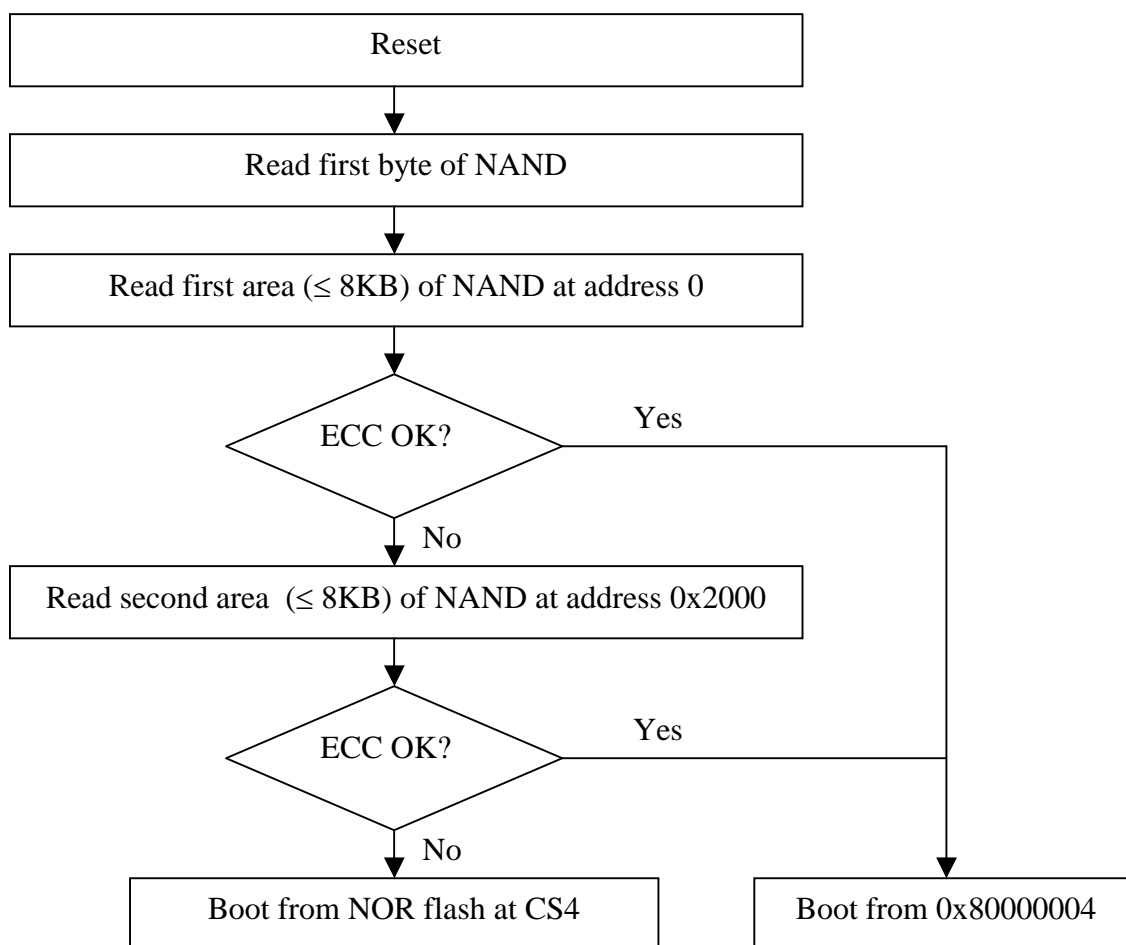 Reset
Read first byte of NAND
Read first area (≤ 8KB) of NAND at address 0
ECC OK?
Yes
No
Read second area (≤ 8KB) of NAND at address 0x2000
ECC OK?
Yes
No
Boot from NOR flash at CS4
Boot from 0x80000004